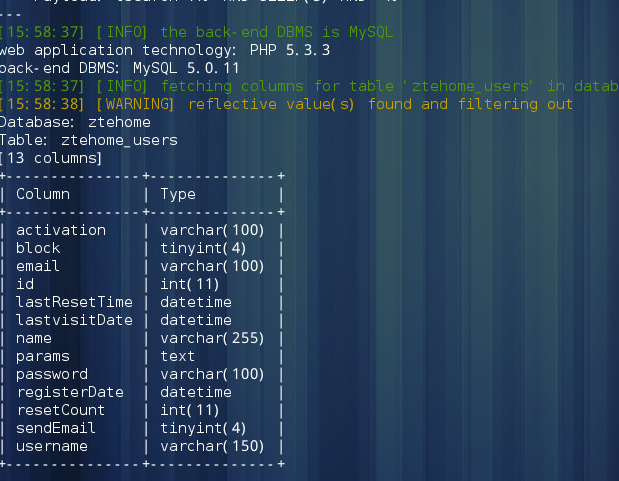 ---
[15:58:37] [INFO] the back-end DBMS is MySQL
web application technology: PHP 5.3.3
back-end DBMS: MySQL 5.0.11
[15:58:37] [INFO] fetching columns for table 'ztehome_users' in datab
[15:58:38] [WARNING] reflective value(s) found and filtering out
Database: ztehome
Table: ztehome_users
[13 columns]
+---------------+--------------+
| Column | Type |
+---------------+--------------+
| activation | varchar(100) |
| block | tinyint(4) |
| email | varchar(100) |
| id | int(11) |
| lastResetTime | datetime |
| lastvisitDate | datetime |
| name | varchar(255) |
| params | text |
| password | varchar(100) |
| registerDate | datetime |
| resetCount | int(11) |
| sendEmail | tinyint(4) |
| username | varchar(150) |
+---------------+--------------+